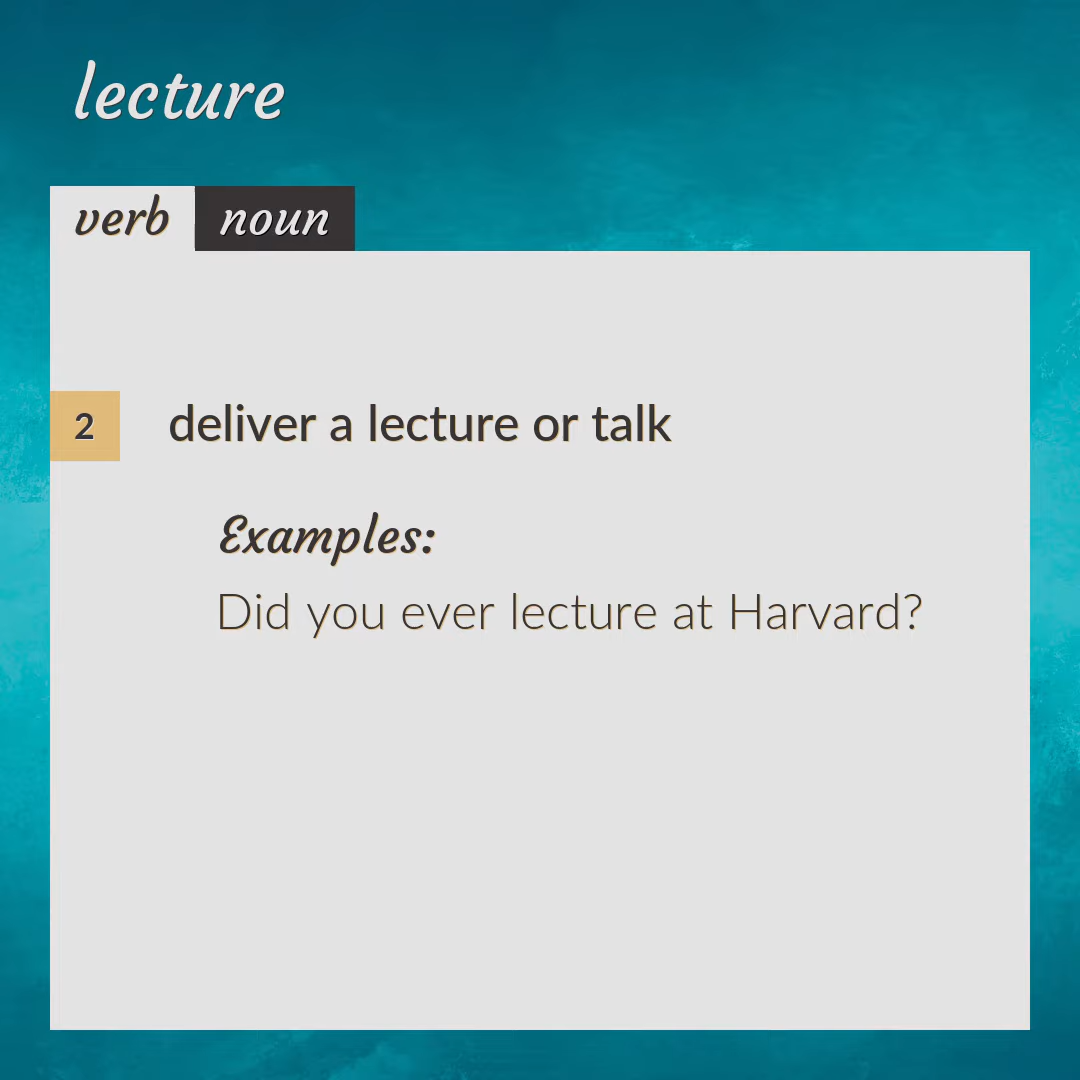 lecture
verb noun
2 deliver a lecture or talk
Examples:
Did you ever lecture at Harvard?